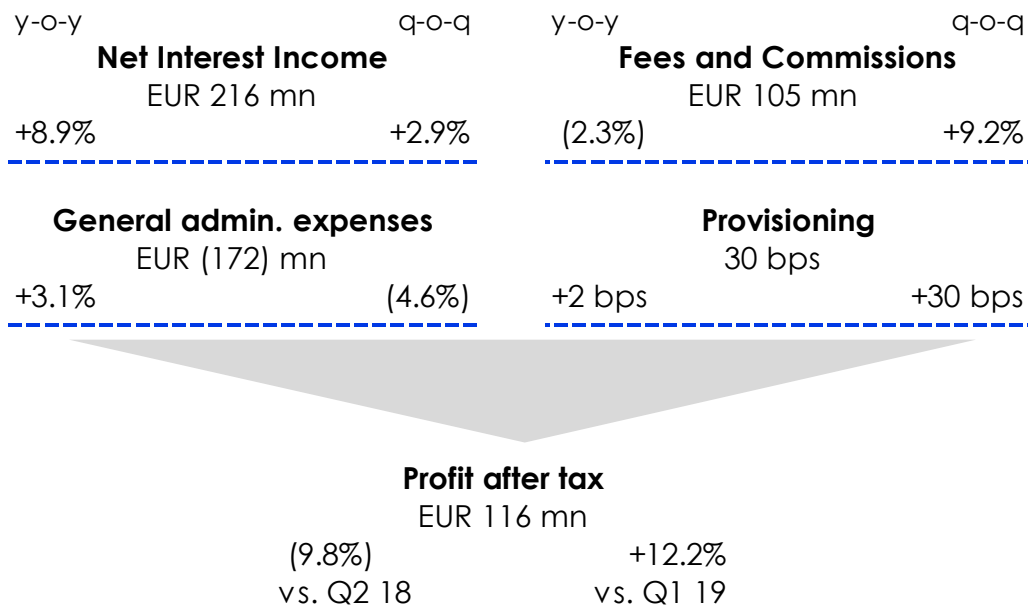 y-o-y q-o-q
Net Interest Income
EUR 216 mn
+8.9% +2.9%
y-o-y q-o-q
Fees and Commissions
EUR 105 mn
(2.3%) +9.2%
General admin. expenses
EUR (172) mn
+3.1% (4.6%)
Provisioning
30 bps
+2 bps +30 bps
Profit after tax
EUR 116 mn
(9.8%) +12.2%
vs. Q2 18 vs. Q1 19